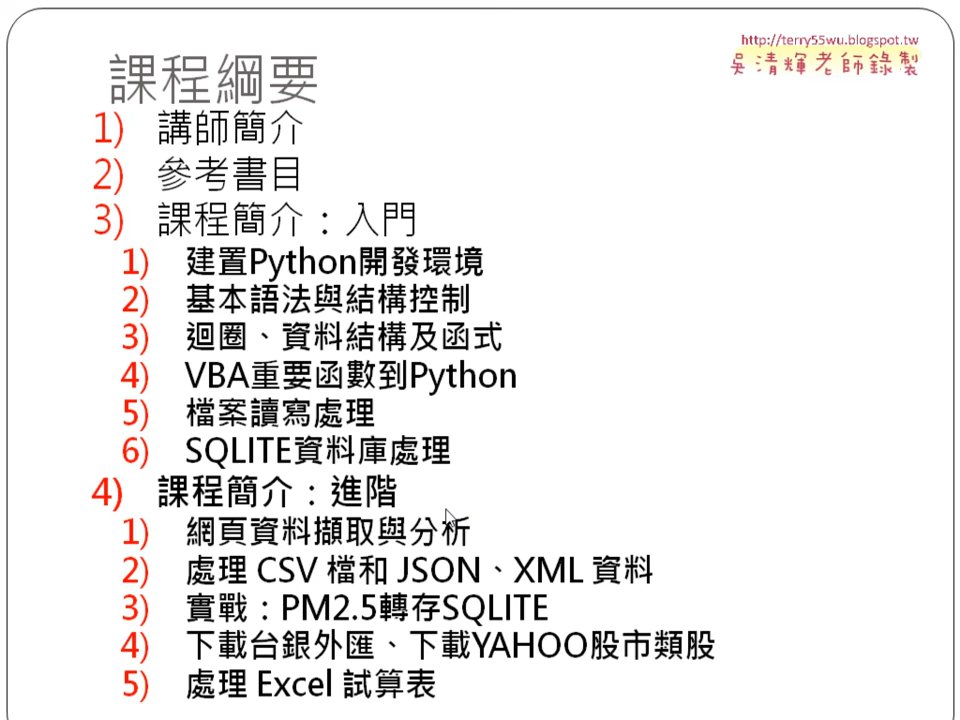 http://terry55wu.blogspot.tw
吳清輝老師錄製
課程綱要
1) 講師簡介
2) 參考書目
3) 課程簡介：入門
1) 建置Python開發環境
2) 基本語法與結構控制
3) 迴圈、資料結構及函式
4) VBA重要函數到Python
5) 檔案讀寫處理
6) SQLITE資料庫處理
4) 課程簡介：進階
1) 網頁資料擷取與分析
2) 處理 CSV 檔和 JSON、XML 資料
3) 實戰：PM2.5轉存SQLITE
4) 下載台銀外匯、下載YAHOO股市類股
5) 處理 Excel 試算表